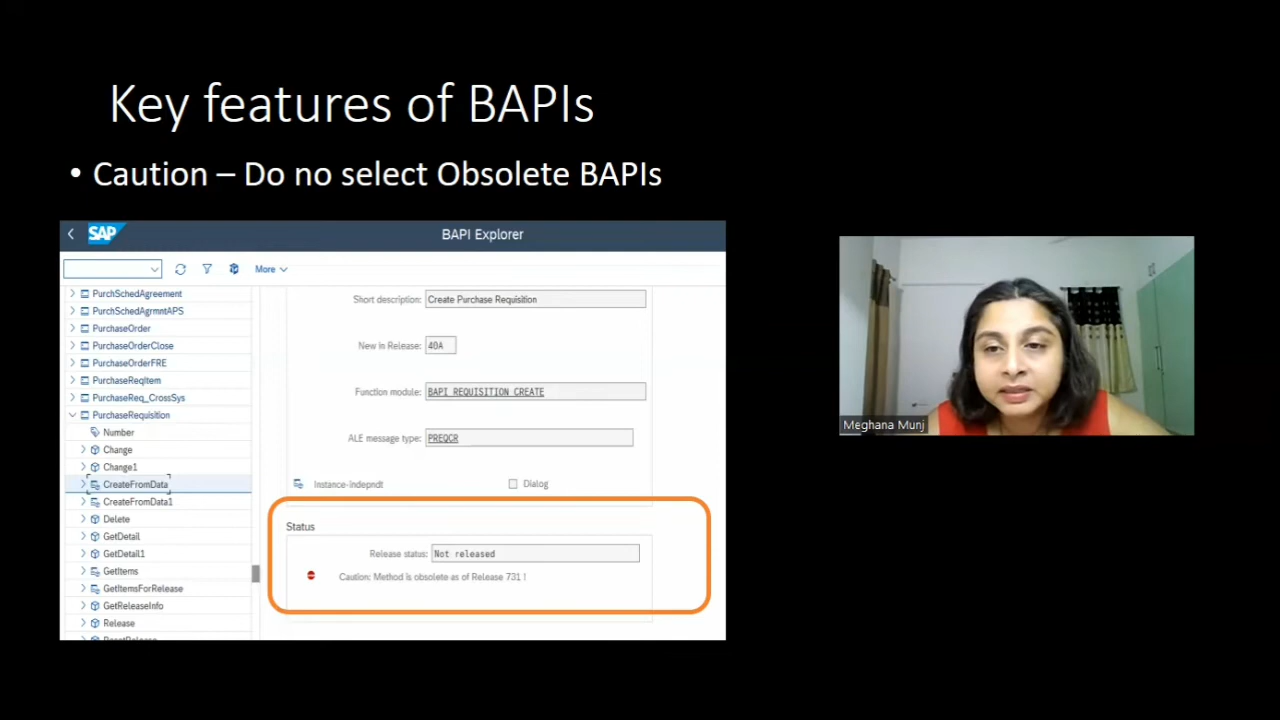 Key features of BAPIs
• Caution – Do no select Obsolete BAPIs
SAP
BAPI Explorer
More
PurchSchedAgreement
PurchSchedAgrmntAPS
PurchaseOrder
PurchaseOrderClose
PurchaseOrderFRE
PurchaseReqItem
PurchaseReq_CrossSys
PurchaseRequisition
Number
Change
Change1
CreateFromData
CreateFromData1
Delete
GetDetail
GetDetail1
GetItems
GetItemsForRelease
GetReleaseInfo
Release
Short description: Create Purchase Requisition
New in Release: 40A
Function module: BAPI_REQUISITION_CREATE
ALE message type: PREQCR
Instance-indepndt Dialog
Status
Release status: Not released
Caution: Method is obsolete as of Release 731 !
Meghana Munj